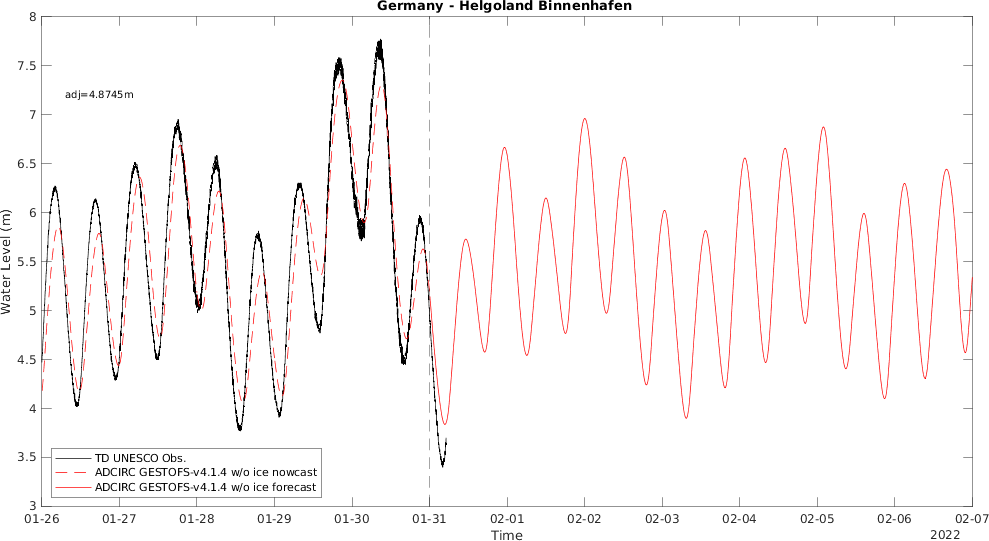 Germany - Helgoland Binnenhafen
8
7.5
7
6.5
6
5.5
5
4.5
4
3.5
3
Water Level (m)
adj=4.8745m
TD UNESCO Obs.
ADCIRC GESTOFS-v4.1.4 w/o ice nowcast
ADCIRC GESTOFS-v4.1.4 w/o ice forecast
01-26 01-27 01-28 01-29 01-30 01-31 02-01 02-02 02-03 02-04 02-05 02-06 02-07
Time
2022